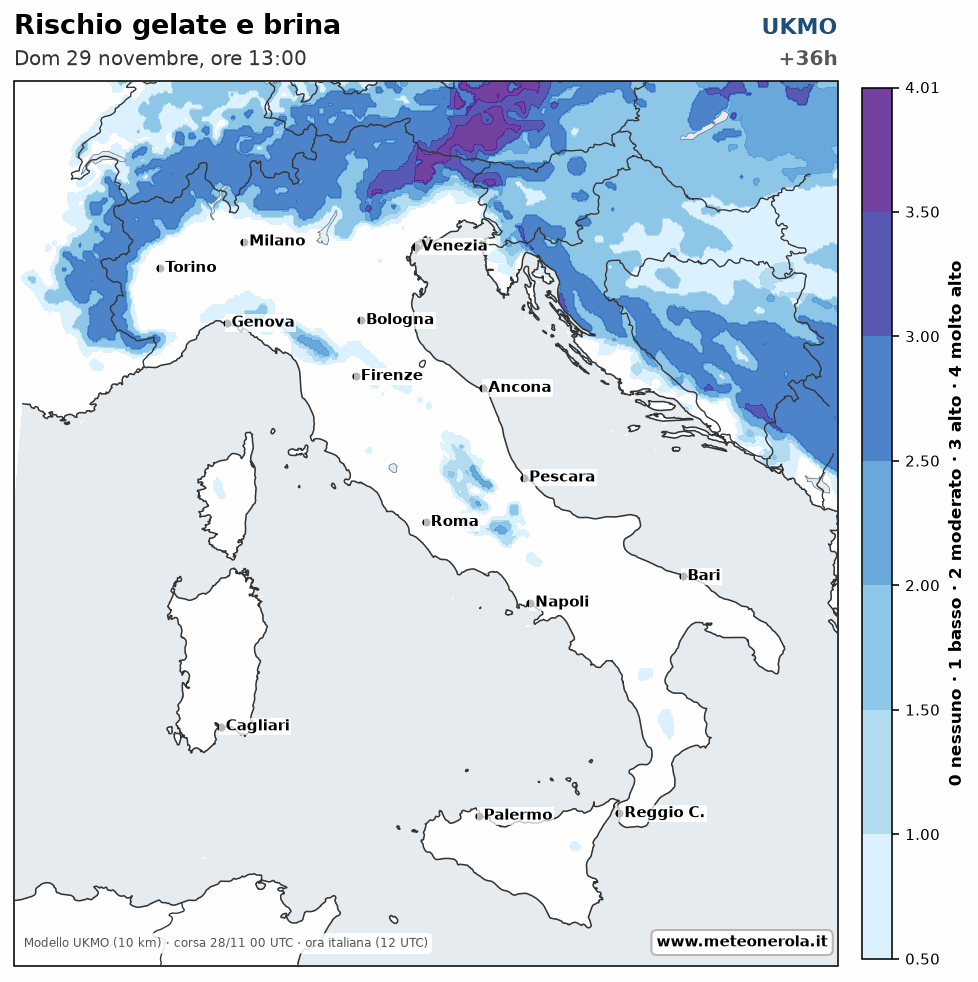 Rischio gelate e brina
UKMO
Dom 29 novembre, ore 13:00
+36h
4.01
3.50
3.00
2.50
2.00
1.50
1.00
0.50
0 nessuno · 1 basso · 2 moderato · 3 alto · 4 molto alto
Milano
Venezia
Torino
Genova
Bologna
Firenze
Ancona
Pescara
Roma
Bari
Napoli
Cagliari
Palermo
Reggio C.
Modello UKMO (10 km) · corsa 28/11 00 UTC · ora italiana (12 UTC)
www.meteonerola.it